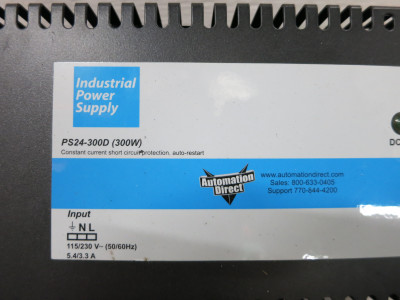 Industrial
Power
Supply
PS24-300D (300W)
Constant current short circuit protection, auto-restart
DC
Automation
Direct
www.automationdirect.com
Sales: 800-633-0405
Support 770-844-4200
Input
N L
115/230 V~ (50/60Hz)
5.4/3.3 A